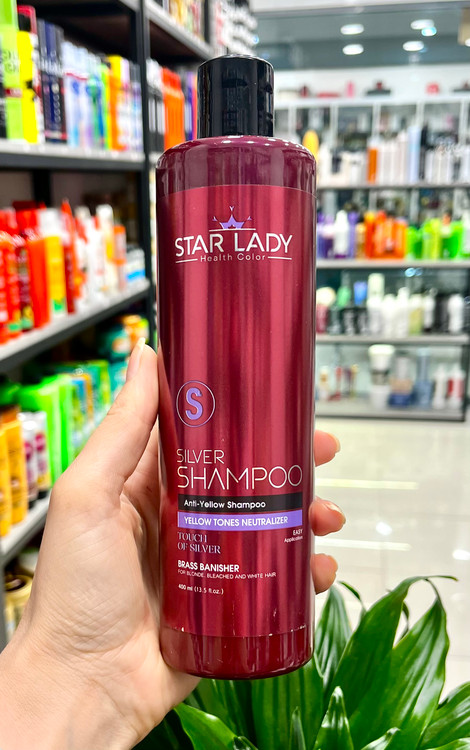 STAR LADY
Health Color
S
SILVER
SHAMPOO
Anti-Yellow Shampoo
YELLOW TONES NEUTRALIZER
TOUCH
OF SILVER
EASY
Application
BRASS BANISHER
FOR BLONDE, BLEACHED AND WHITE HAIR
400 ml (13.5 fl.oz.)